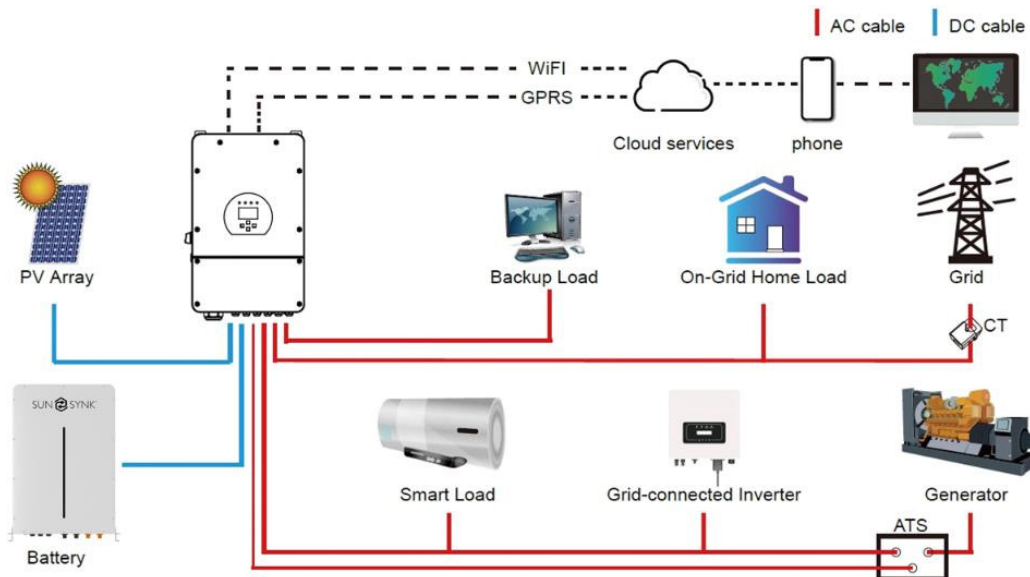 AC cable
DC cable
WiFI
GPRS
Cloud services
phone
PV Array
Backup Load
On-Grid Home Load
Grid
CT
SUN SYNK
Smart Load
Grid-connected Inverter
Generator
ATS
Battery